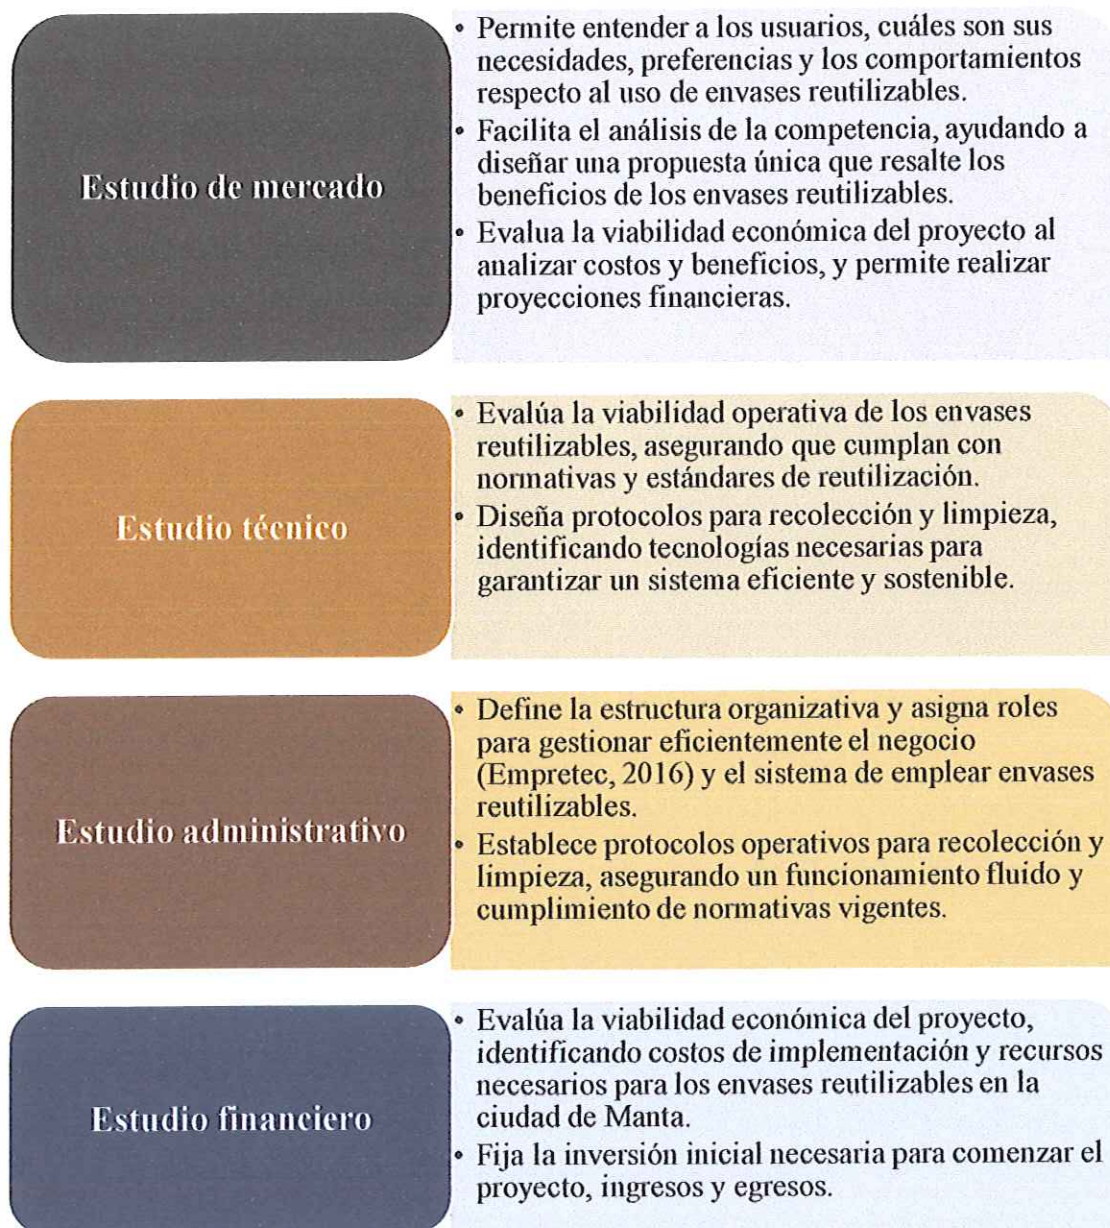 Estudio de mercado
• Permite entender a los usuarios, cuáles son sus
necesidades, preferencias y los comportamientos
respecto al uso de envases reutilizables.
• Facilita el análisis de la competencia, ayudando a
diseñar una propuesta única que resalte los
beneficios de los envases reutilizables.
• Evalua la viabilidad económica del proyecto al
analizar costos y beneficios, y permite realizar
proyecciones financieras.
Estudio técnico
• Evalúa la viabilidad operativa de los envases
reutilizables, asegurando que cumplan con
normativas y estándares de reutilización.
• Diseña protocolos para recolección y limpieza,
identificando tecnologías necesarias para
garantizar un sistema eficiente y sostenible.
Estudio administrativo
• Define la estructura organizativa y asigna roles
para gestionar eficientemente el negocio
(Empretec, 2016) y el sistema de emplear envases
reutilizables.
• Establece protocolos operativos para recolección y
limpieza, asegurando un funcionamiento fluido y
cumplimiento de normativas vigentes.
Estudio financiero
• Evalúa la viabilidad económica del proyecto,
identificando costos de implementación y recursos
necesarios para los envases reutilizables en la
ciudad de Manta.
• Fija la inversión inicial necesaria para comenzar el
proyecto, ingresos y egresos.